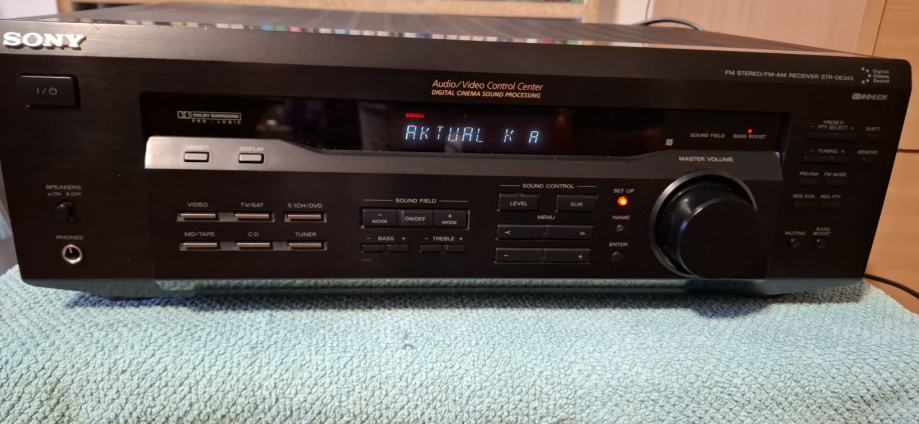 SONY
FM STEREO/FM-AM RECEIVER STR-DE345
Digital Cinema Sound
I / ⏻
Audio/Video Control Center
DIGITAL CINEMA SOUND PROCESSING
R·D·S EON
DOLBY SURROUND
PRO · LOGIC
STEREO
AKTUAL K A
SOUND FIELD
BASS BOOST
PRESET/
− PTY SELECT +
SHIFT
DIMMER
DISPLAY
MASTER VOLUME
− TUNING +
MEMORY
FM/AM
FM MODE
RDS EON
RDS PTY
SPEAKERS
ON
OFF
PHONES
VIDEO
TV/SAT
5.1CH/DVD
MD/TAPE
CD
TUNER
SOUND FIELD
− MODE
ON/OFF
+ MODE
− BASS +
− TREBLE +
SOUND CONTROL
LEVEL
SUR
MENU
< >
− +
SET UP
NAME
ENTER
MUTING
BASS BOOST